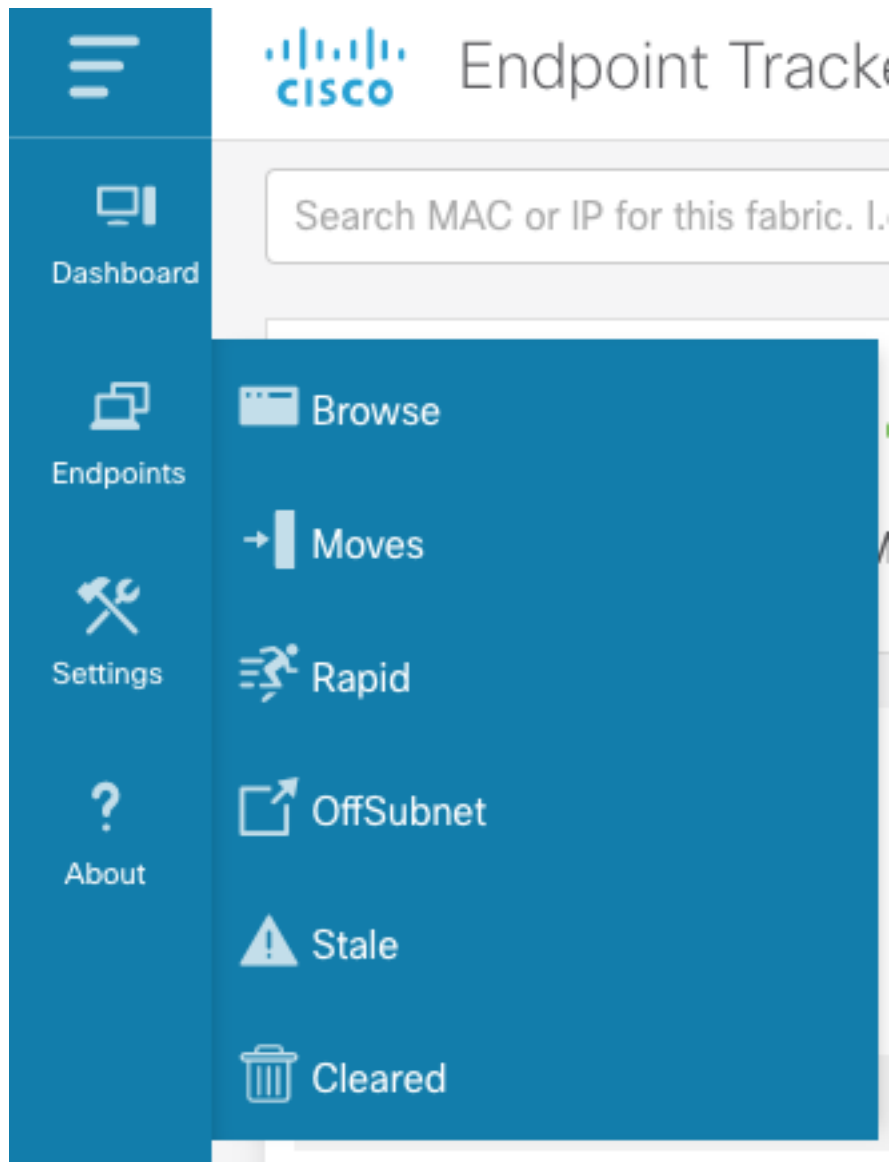 cisco
Endpoint Tracke
Search MAC or IP for this fabric. I.
Dashboard
Endpoints
Settings
About
Browse
Moves
Rapid
OffSubnet
Stale
Cleared